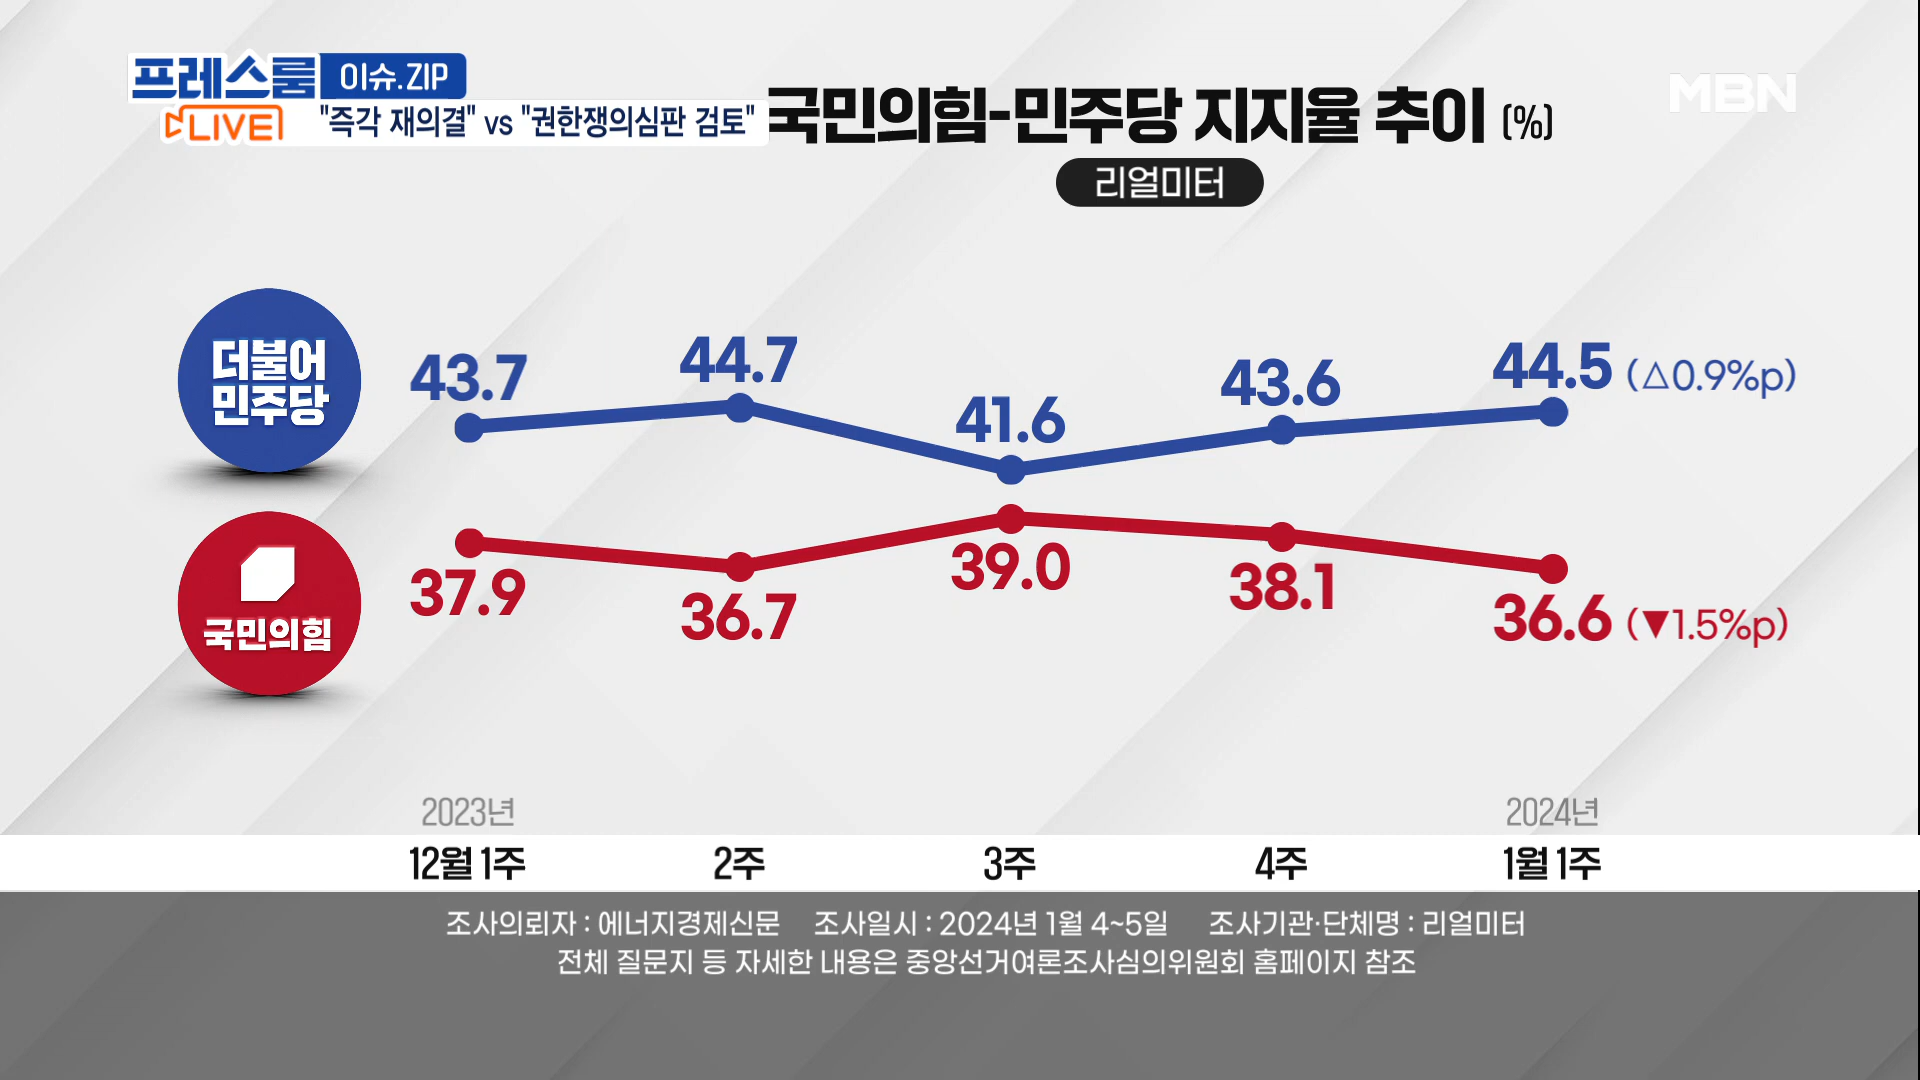 프레스룸 이슈.ZIP
LIVE! "즉각 재의결" vs "권한쟁의심판 검토"
국민의힘-민주당 지지율 추이 (%)
MBN
리얼미터
더불어
민주당
43.7 44.7 41.6 43.6 44.5 (△0.9%p)
국민의힘
37.9 36.7 39.0 38.1 36.6 (▼1.5%p)
2023년 2024년
12월 1주 2주 3주 4주 1월 1주
조사의뢰자 : 에너지경제신문 조사일시 : 2024년 1월 4~5일 조사기관·단체명 : 리얼미터
전체 질문지 등 자세한 내용은 중앙선거여론조사심의위원회 홈페이지 참조